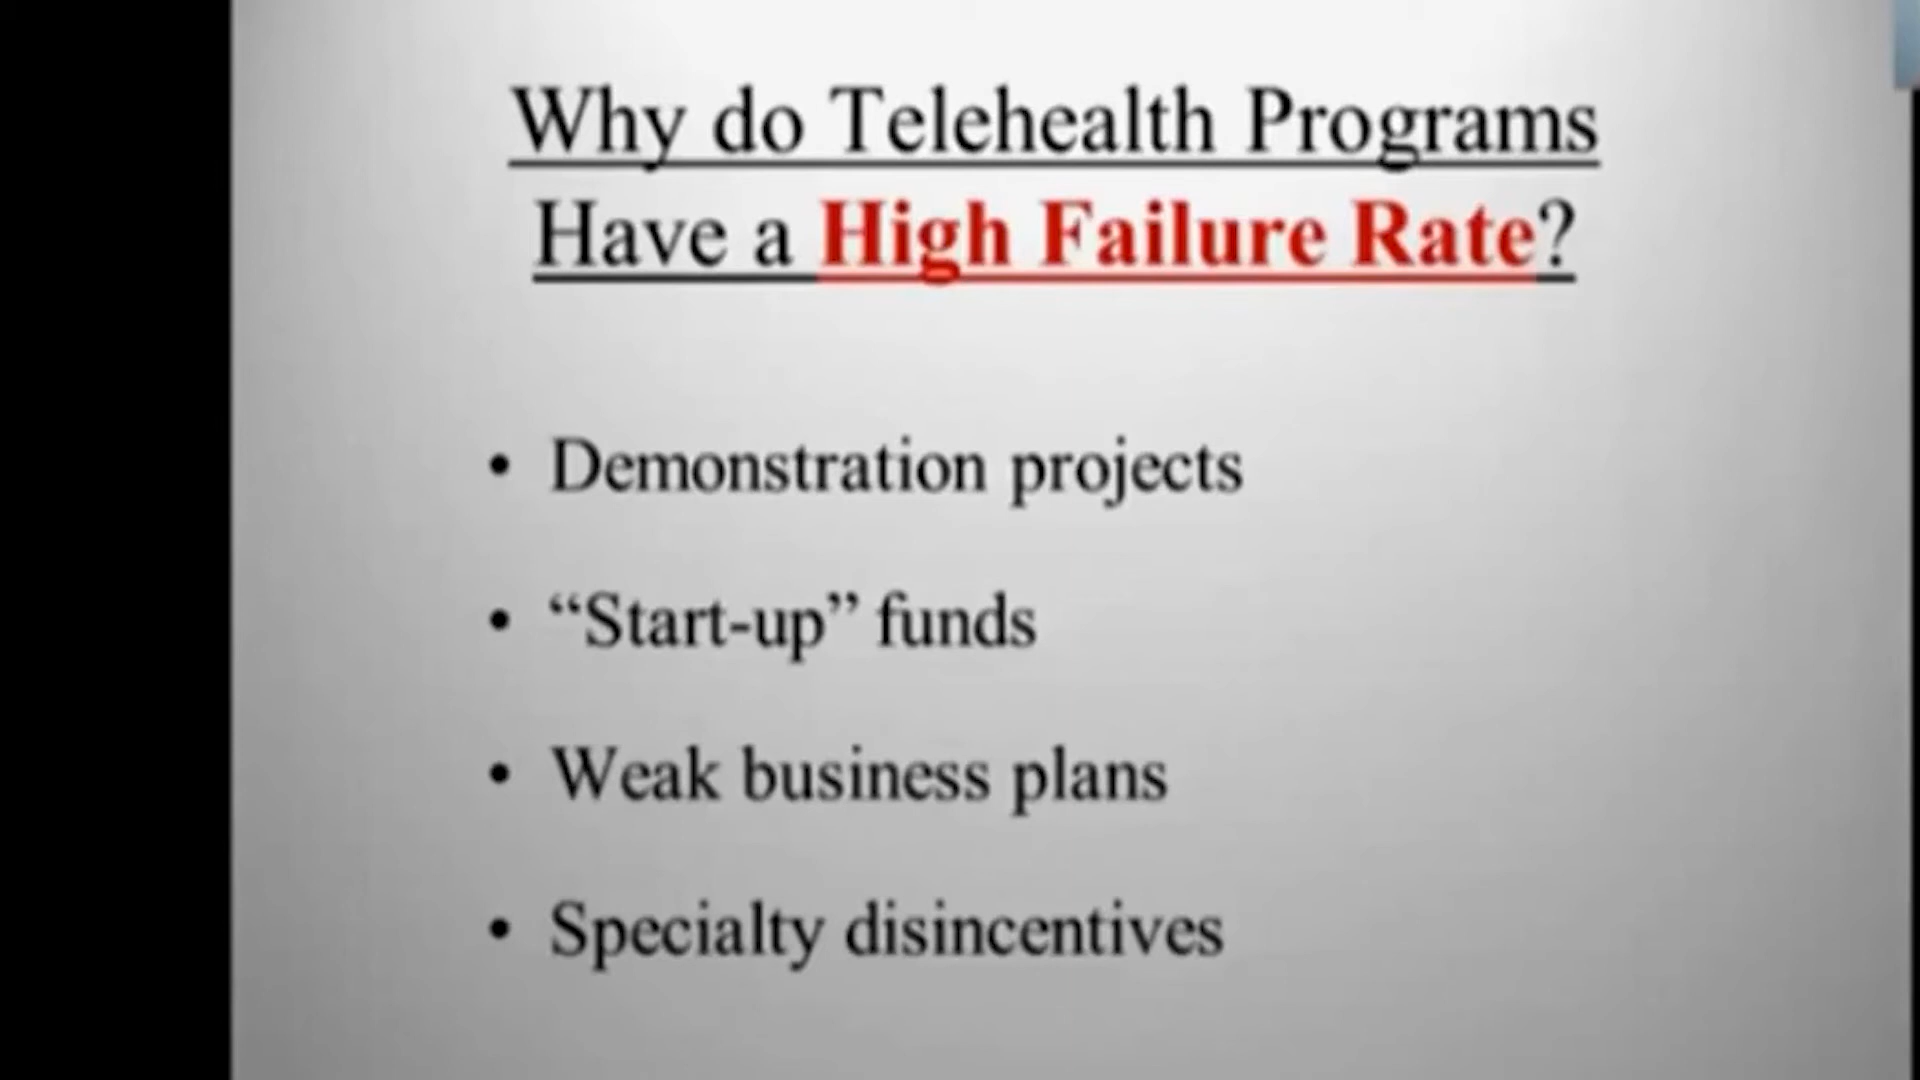 Why do Telehealth Programs
Have a High Failure Rate?
• Demonstration projects
• “Start-up” funds
• Weak business plans
• Specialty disincentives